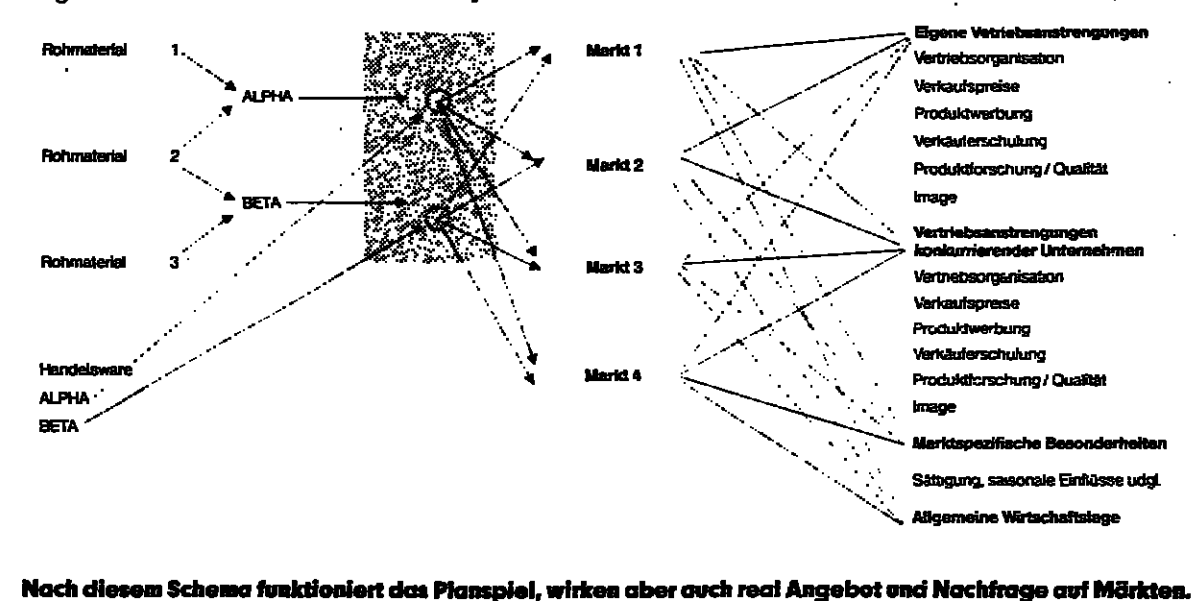 Rohmaterial 1
ALPHA
Rohmaterial 2
BETA
Rohmaterial 3
Handelsware
ALPHA
BETA
Markt 1
Markt 2
Markt 3
Markt 4
Eigene Vetriebsanstrengungen
Vertriebsorganisation
Verkaufspreise
Produktwerbung
Verkäuferschulung
Produktforschung / Qualität
Image
Vertriebsanstrengungen
konkurrierender Unternehmen
Vertriebsorganisation
Verkaufspreise
Produktwerbung
Verkäuferschulung
Produktforschung / Qualität
Image
Marktspezifische Besonderheiten
Sättigung, saisonale Einflüsse udgl.
Allgemeine Wirtschaftslage
Nach diesem Schema funktioniert das Planspiel, wirken aber auch real Angebot und Nachfrage auf Märkten.